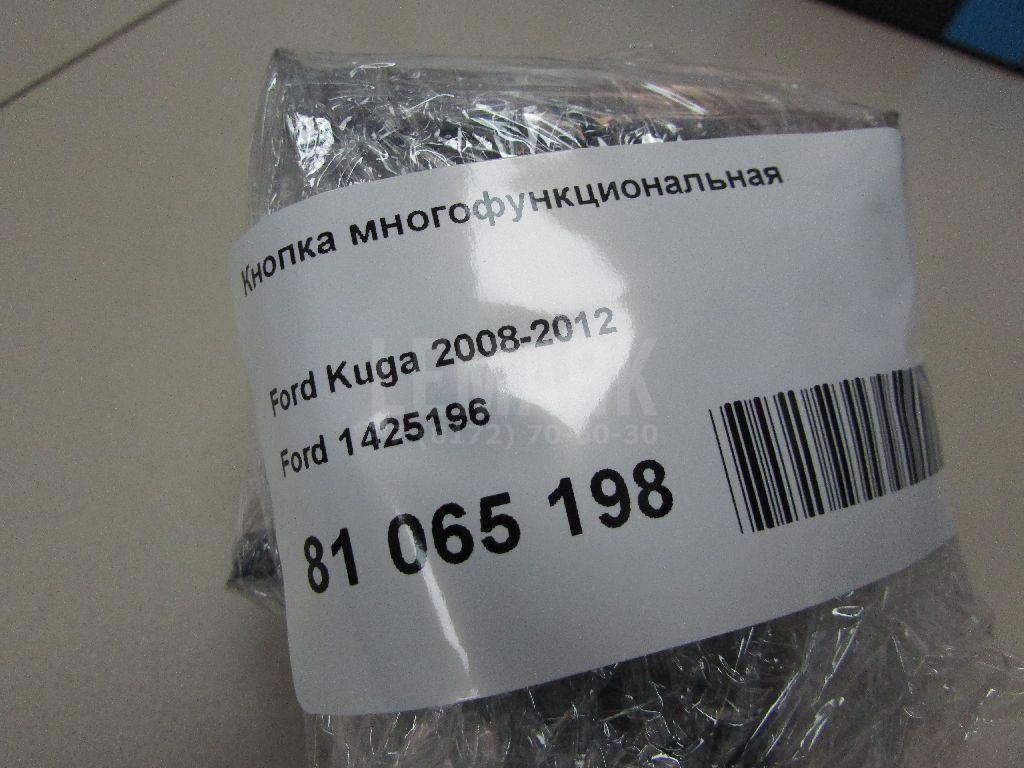 Кнопка многофункциональная
Ford Kuga 2008-2012
Ford 1425196
81 065 198